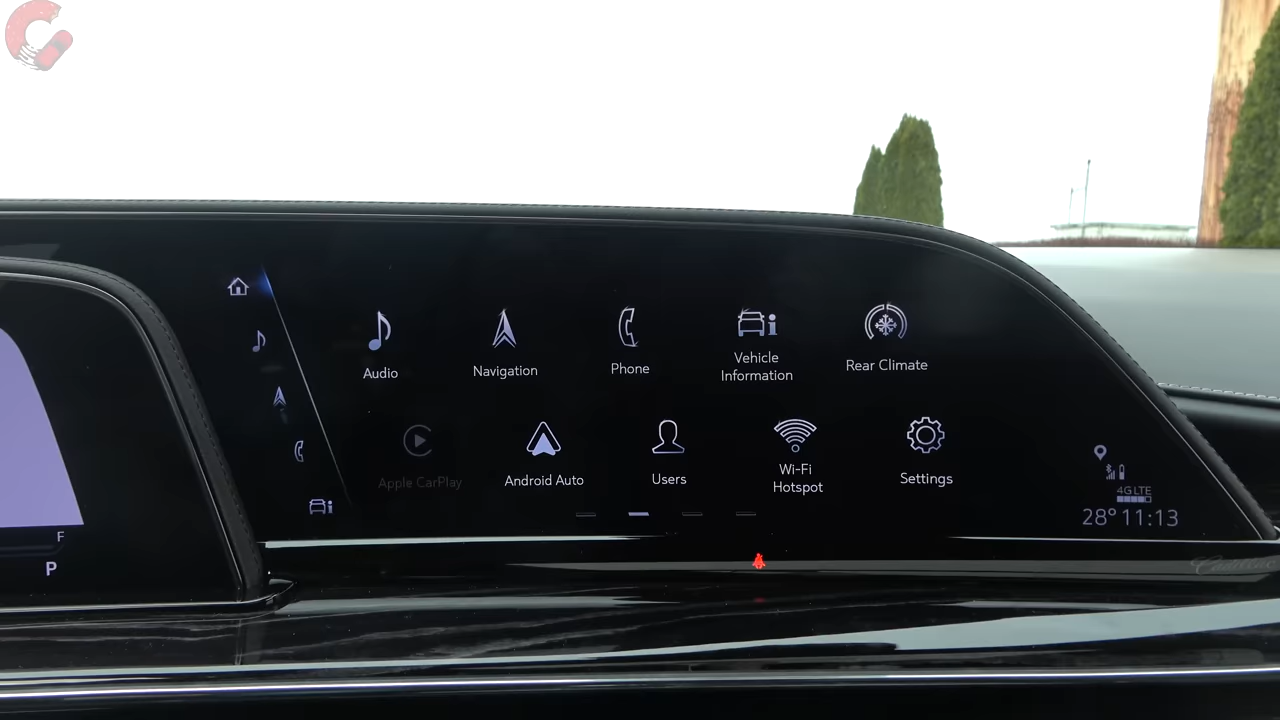 Audio
Navigation
Phone
Vehicle
Information
Rear Climate
Apple CarPlay
Android Auto
Users
Wi-Fi
Hotspot
Settings
4G LTE
28° 11:13
F
P
Cadillac